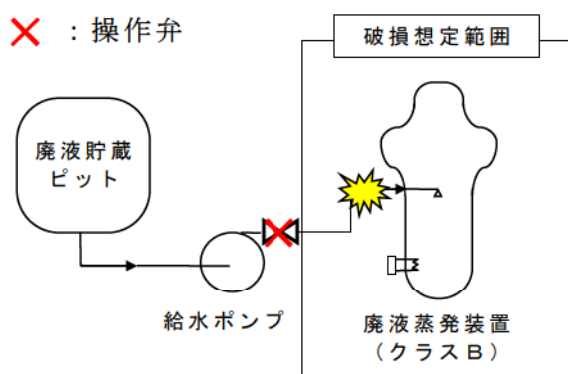 ：操作弁
破損想定範囲
廃液貯蔵
ピット
給水ポンプ
廃液蒸発装置
（クラスＢ）